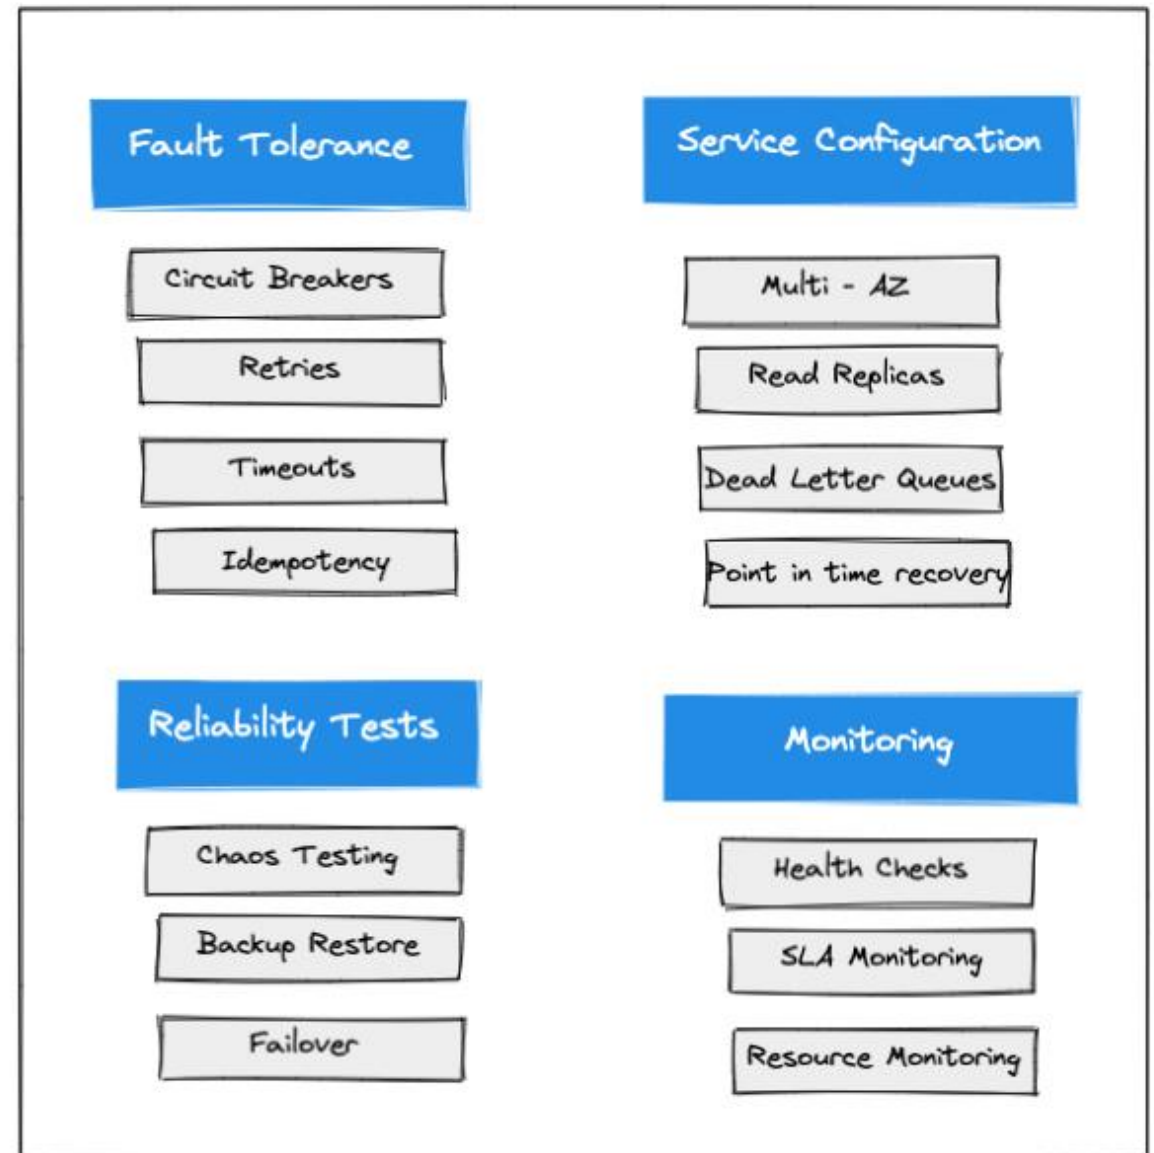 Fault Tolerance
Circuit Breakers
Retries
Timeouts
Idempotency
Service Configuration
Multi - AZ
Read Replicas
Dead Letter Queues
Point in time recovery
Reliability Tests
Chaos Testing
Backup Restore
Failover
Monitoring
Health Checks
SLA Monitoring
Resource Monitoring